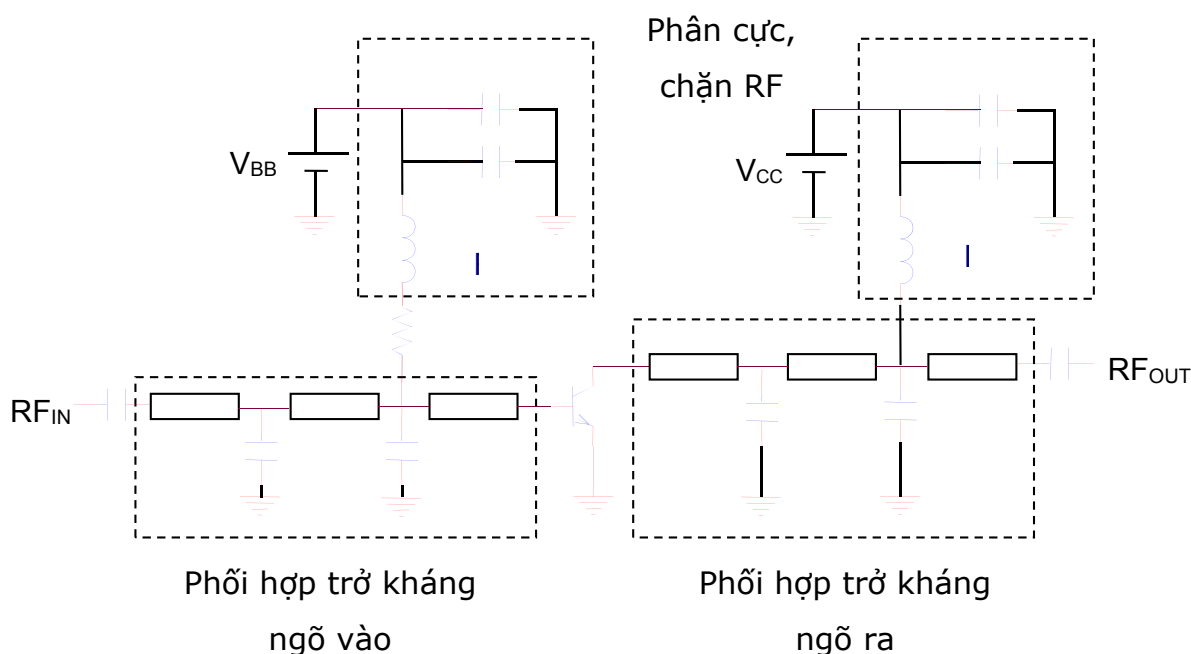 Phân cực,
chặn RF
VBB
VCC
I
I
RFIN
RFOUT
Phối hợp trở kháng
ngõ vào
Phối hợp trở kháng
ngõ ra